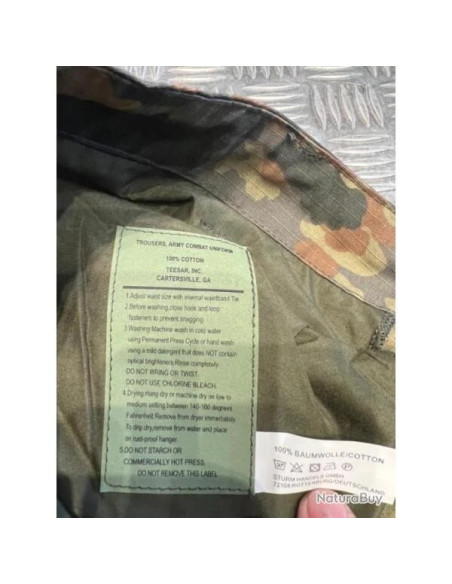 TROUSERS, ARMY COMBAT UNIFORM
100% COTTON
TEESAR, INC.
CARTERSVILLE, GA
1.Adjust waist size with internal waistband Tie
2.Before washing,close hook and loop
fasteners to prevent snagging.
3.Washing:Machine wash in cold water
using Permanent Press Cycle or hand wash
using a mild detergent that does NOT contain
optical brighteners.Rinse completely.
DO NOT WRING OR TWIST.
DO NOT USE CHLORINE BLEACH.
4.Drying:Hang dry or machine dry on low to
medium setting between 140-160 degrees
Fahrenheit.Remove from dryer immediately
To drip dry,remove from water and place
on rust-proof hanger.
5.DO NOT STARCH OR
COMMERCIALLY HOT PRESS.
DO NOT REMOVE THIS LABEL
100% BAUMWOLLE/COTTON
STURM HANDELS GMBH
72108 ROTTENBURG/DEUTSCHLAND
NaturaBuy